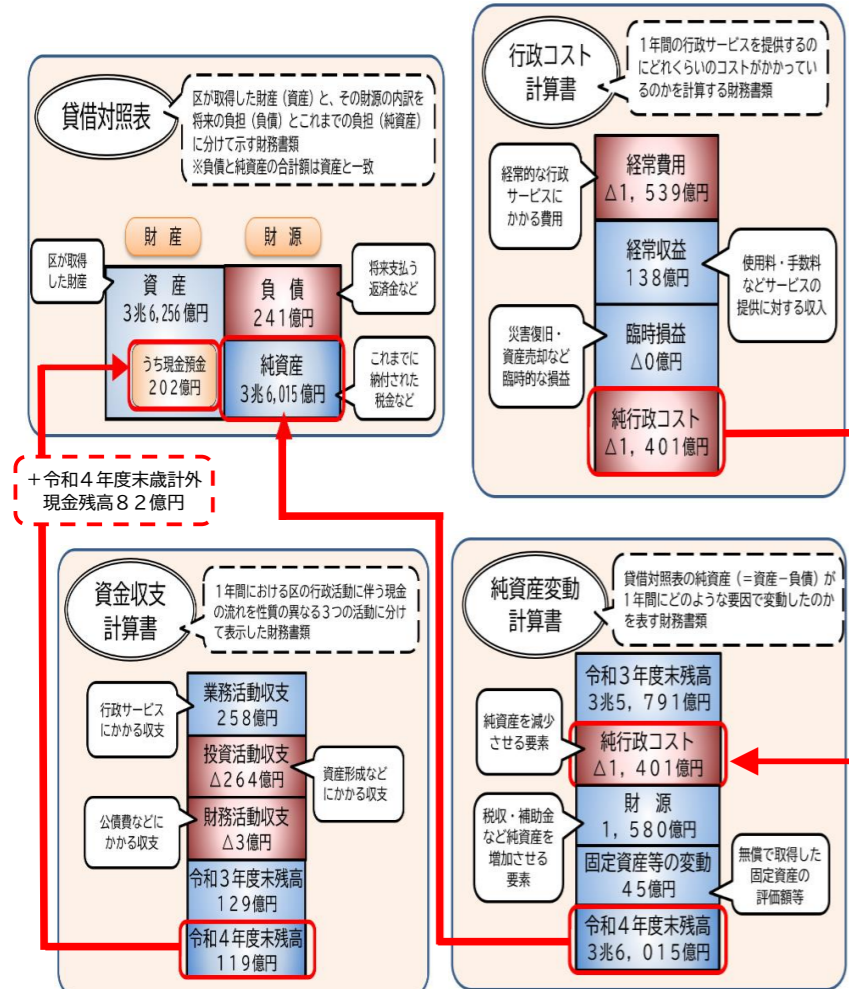 貸借対照表
区が取得した財産（資産）と、その財源の内訳を
将来の負担（負債）とこれまでの負担（純資産）
に分けて示す財務書類
※負債と純資産の合計額は資産と一致
財産
財源
区が取得
した財産
資産
3兆6,256億円
うち現金預金
202億円
負債
241億円
純資産
3兆6,015億円
将来支払う
返済金など
これまでに
納付された
税金など
行政コスト
計算書
１年間の行政サービスを提供するの
にどれくらいのコストがかかってい
るのかを計算する財務書類
経常的な行政
サービスに
かかる費用
経常費用
△1，539億円
経常収益
138億円
使用料・手数料
などサービスの
提供に対する収入
災害復旧・
資産売却など
臨時的な損益
臨時損益
△0億円
純行政コスト
△1，401億円
＋令和４年度末歳計外
現金残高８２億円
資金収支
計算書
１年間における区の行政活動に伴う現金
の流れを性質の異なる３つの活動に分け
て表示した財務書類
行政サービス
にかかる収支
業務活動収支
258億円
投資活動収支
△264億円
資産形成など
にかかる収支
公債費などに
かかる収支
財務活動収支
△3億円
令和３年度末残高
129億円
令和４年度末残高
119億円
純資産変動
計算書
貸借対照表の純資産（＝資産－負債）が
１年間にどのような要因で変動したのか
を表す財務書類
令和３年度末残高
3兆5，791億円
純資産を減少
させる要素
純行政コスト
△1，401億円
税収・補助金
など純資産を
増加させる
要素
財源
1，580億円
固定資産等の変動
45億円
無償で取得した
固定資産の
評価額等
令和４年度末残高
3兆6，015億円